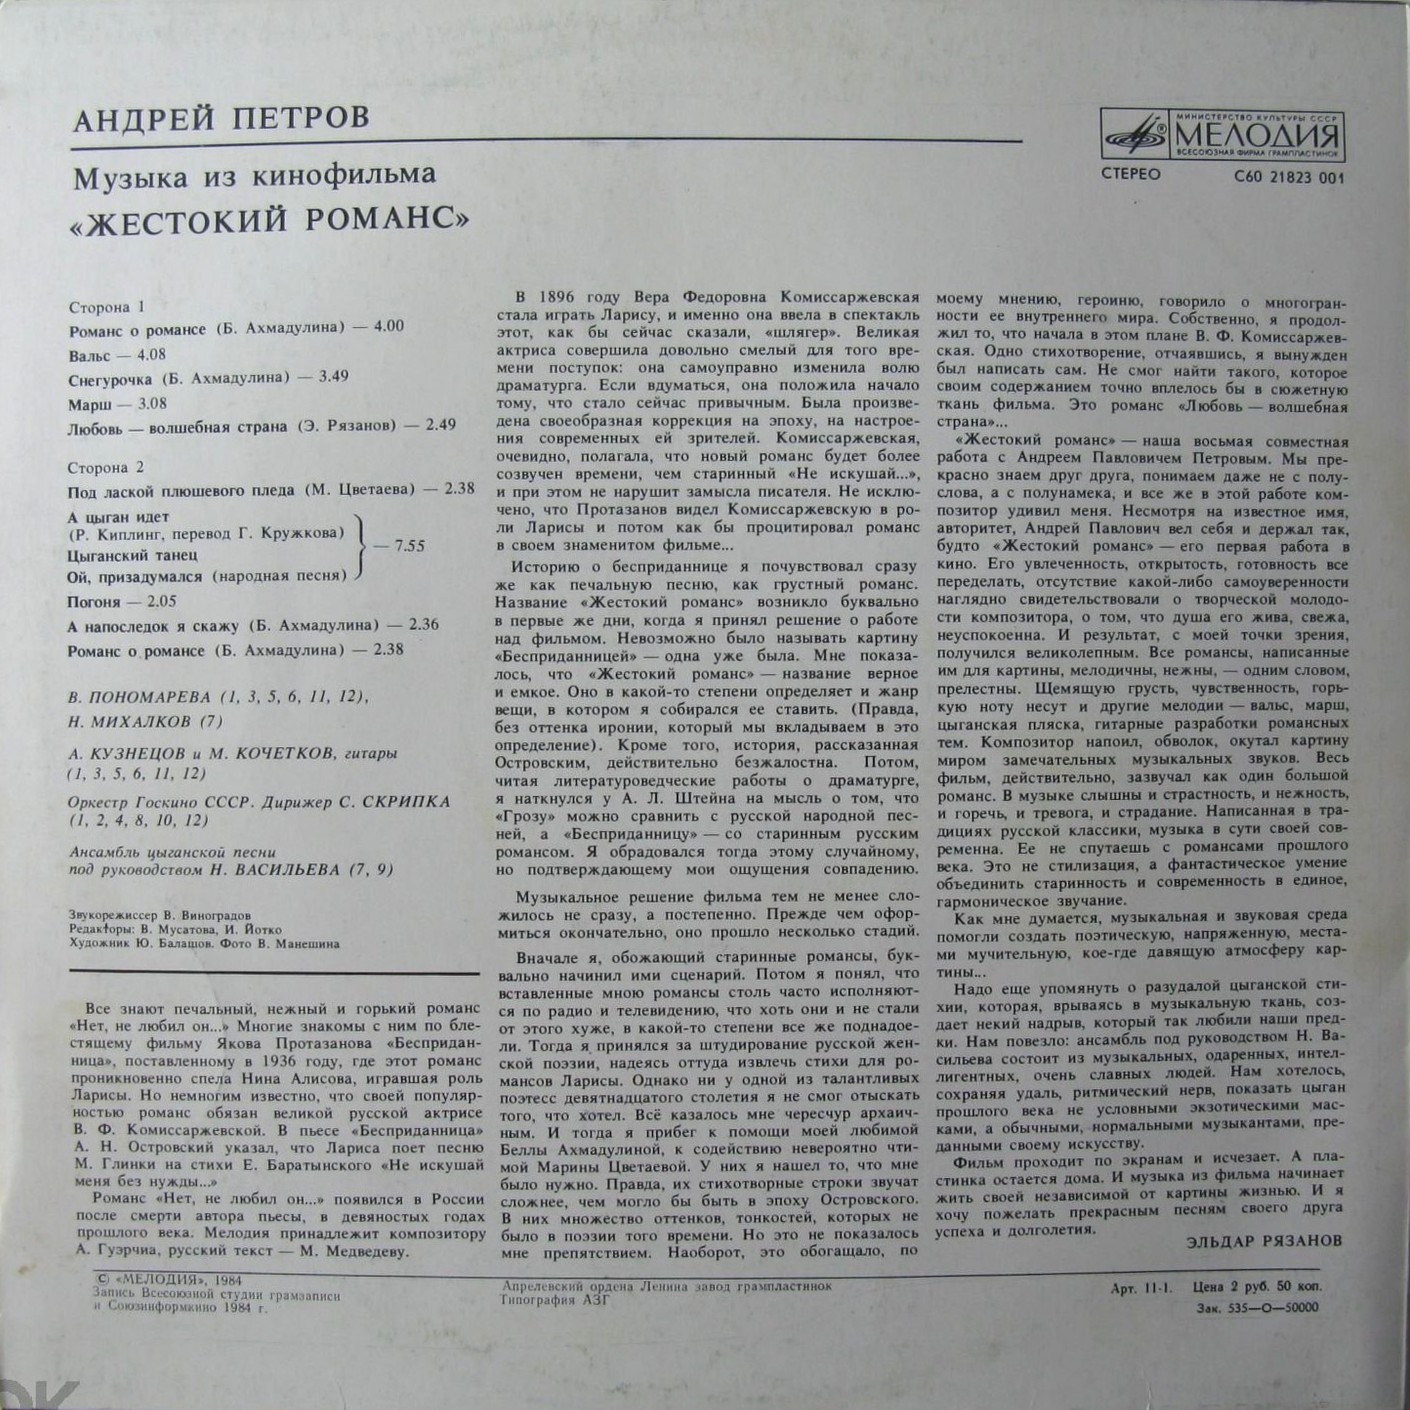 АНДРЕЙ ПЕТРОВ
Музыка из кинофильма
«ЖЕСТОКИЙ РОМАНС»
МИНИСТЕРСТВО КУЛЬТУРЫ СССР
МЕЛОДИЯ
ВСЕСОЮЗНАЯ ФИРМА ГРАМПЛАСТИНОК
СТЕРЕО
С60 21823 001
Сторона 1
Романс о романсе (Б. Ахмадулина) — 4.00
Вальс — 4.08
Снегурочка (Б. Ахмадулина) — 3.49
Марш — 3.08
Любовь — волшебная страна (Э. Рязанов) — 2.49
Сторона 2
Под лаской плюшевого пледа (М. Цветаева) — 2.38
А цыган идет
(Р. Киплинг, перевод Г. Кружкова)
Цыганский танец
— 7.55
Ой, призадумался (народная песня)
Погоня — 2.05
А напоследок я скажу (Б. Ахмадулина) — 2.36
Романс о романсе (Б. Ахмадулина) — 2.38
В. ПОНОМАРЕВА (1, 3, 5, 6, 11, 12),
Н. МИХАЛКОВ (7)
А. КУЗНЕЦОВ и М. КОЧЕТКОВ, гитары
(1, 3, 5, 6, 11, 12)
Оркестр Госкино СССР. Дирижер С. СКРИПКА
(1, 2, 4, 8, 10, 12)
Ансамбль цыганской песни
под руководством Н. ВАСИЛЬЕВА (7, 9)
Звукорежиссер В. Виноградов
Редакторы: В. Мусатова, И. Йотко
Художник Ю. Балашов. Фото В. Манешина
Все знают печальный, нежный и горький романс
«Нет, не любил он...» Многие знакомы с ним по бле-
стящему фильму Якова Протазанова «Бесприданн-
ница», поставленному в 1936 году, где этот романс
проникновенно спела Нина Алисова, игравшая роль
Ларисы. Но немногим известно, что своей популяр-
ностью романс обязан великой русской актрисе
В. Ф. Комиссаржевской. В пьесе «Бесприданница»
А. Н. Островский указал, что Лариса поет песню
М. Глинки на стихи Е. Баратынского «Не искушай
меня без нужды...»
Романс «Нет, не любил он...» появился в России
после смерти автора пьесы, в девяностых годах
прошлого века. Мелодия принадлежит композитору
А. Гуэрчиа, русский текст — М. Медведеву.
В 1896 году Вера Федоровна Комиссаржевская
стала играть Ларису, и именно она ввела в спектакль
этот, как бы сейчас сказали, «шлягер». Великая
актриса совершила довольно смелый для того вре-
мени поступок: она самоуправно изменила волю
драматурга. Если вдуматься, она положила начало
тому, что стало сейчас привычным. Была произве-
дена своеобразная коррекция на эпоху, на настрое-
ния современных ей зрителей. Комиссаржевская,
очевидно, полагала, что новый романс будет более
созвучен времени, чем старинный «Не искушай...»,
и при этом не нарушит замысла писателя. Не исклю-
чено, что Протазанов видел Комиссаржевскую в ро-
ли Ларисы и потом как бы процитировал романс
в своем знаменитом фильме...
Историю о бесприданнице я почувствовал сразу
же как печальную песню, как грустный романс.
Название «Жестокий романс» возникло буквально
в первые же дни, когда я принял решение о работе
над фильмом. Невозможно было называть картину
«Бесприданницей» — одна уже была. Мне показа-
лось, что «Жестокий романс» — название верное
и емкое. Оно в какой-то степени определяет и жанр
вещи, в котором я собирался ее ставить. (Правда,
без оттенка иронии, который мы вкладываем в это
определение). Кроме того, история, рассказанная
Островским, действительно безжалостна. Потом,
читая литературоведческие работы о драматурге,
я наткнулся у А. Л. Штейна на мысль о том, что
«Грозу» можно сравнить с русской народной пес-
ней, а «Бесприданницу» — со старинным русским
романсом. Я обрадовался тогда этому случайному,
но подтверждающему мои ощущения совпадению.
Музыкальное решение фильма тем не менее сло-
жилось не сразу, а постепенно. Прежде чем офор-
миться окончательно, оно прошло несколько стадий.
Вначале я, обожающий старинные романсы, бук-
вально начинил ими сценарий. Потом я понял, что
вставленные мною романсы столь часто исполняют-
ся по радио и телевидению, что хоть они и не стали
от этого хуже, в какой-то степени все же поднадое-
ли. Тогда я принялся за штудирование русской жен-
ской поэзии, надеясь оттуда извлечь стихи для ро-
мансов Ларисы. Однако ни у одной из талантливых
поэтесс девятнадцатого столетия я не смог отыскать
того, что хотел. Всё казалось мне чересчур архаич-
ным. И тогда я прибег к помощи моей любимой
Беллы Ахмадулиной, к содействию невероятно чти-
мой Марины Цветаевой. У них я нашел то, что мне
было нужно. Правда, их стихотворные строки звучат
сложнее, чем могло бы быть в эпоху Островского.
В них множество оттенков, тонкостей, которых не
было в поэзии того времени. Но это не показалось
мне препятствием. Наоборот, это обогащало, по
моему мнению, героиню, говорило о многогран-
ности ее внутреннего мира. Собственно, я продол-
жил то, что начала в этом плане В. Ф. Комиссаржев-
ская. Одно стихотворение, отчаявшись, я вынужден
был написать сам. Не смог найти такого, которое
своим содержанием точно вплелось бы в сюжетную
ткань фильма. Это романс «Любовь — волшебная
страна»...
«Жестокий романс» — наша восьмая совместная
работа с Андреем Павловичем Петровым. Мы пре-
красно знаем друг друга, понимаем даже не с полу-
слова, а с полунамека, и все же в этой работе ком-
позитор удивил меня. Несмотря на известное имя,
авторитет, Андрей Павлович вел себя и держал так,
будто «Жестокий романс» — его первая работа в
кино. Его увлеченность, открытость, готовность все
переделать, отсутствие какой-либо самоуверенности
наглядно свидетельствовали о творческой молодо-
сти композитора, о том, что душа его жива, свежа,
неуспокоенна. И результат, с моей точки зрения,
получился великолепным. Все романсы, написанные
им для картины, мелодичны, нежны, — одним словом,
прелестны. Щемящую грусть, чувственность, горь-
кую ноту несут и другие мелодии — вальс, марш,
цыганская пляска, гитарные разработки романсных
тем. Композитор напоил, обволок, окутал картину
миром замечательных музыкальных звуков. Весь
фильм, действительно, зазвучал как один большой
романс. В музыке слышны и страстность, и нежность,
и горечь, и тревога, и страдание. Написанная в тра-
дициях русской классики, музыка в сути своей сов-
ременна. Ее не спутаешь с романсами прошлого
века. Это не стилизация, а фантастическое умение
объединить старинность и современность в единое,
гармоническое звучание.
Как мне думается, музыкальная и звуковая среда
помогли создать поэтическую, напряженную, места-
ми мучительную, кое-где давящую атмосферу кар-
тины...
Надо еще упомянуть о разудалой цыганской сти-
хии, которая, врываясь в музыкальную ткань, соз-
дает некий надрыв, который так любили наши пред-
ки. Нам повезло: ансамбль под руководством Н. Ва-
сильева состоит из музыкальных, одаренных, интел-
лигентных, очень славных людей. Нам хотелось,
сохраняя удаль, ритмический нерв, показать цыган
прошлого века не условными экзотическими мас-
ками, а обычными, нормальными музыкантами, пре-
данными своему искусству.
Фильм проходит по экранам и исчезает. А пла-
стинка остается дома. И музыка из фильма начинает
жить своей независимой от картины жизнью. И я
хочу пожелать прекрасным песням своего друга
успеха и долголетия.
ЭЛЬДАР РЯЗАНОВ
© «МЕЛОДИЯ», 1984
Запись Всесоюзной студии грамзаписи
и Союзинформкино 1984 г.
Апрелевский ордена Ленина завод грампластинок
Типография АЗГ
Арт. 11-1. Цена 2 руб. 50 коп.
Зак. 535—О—50000